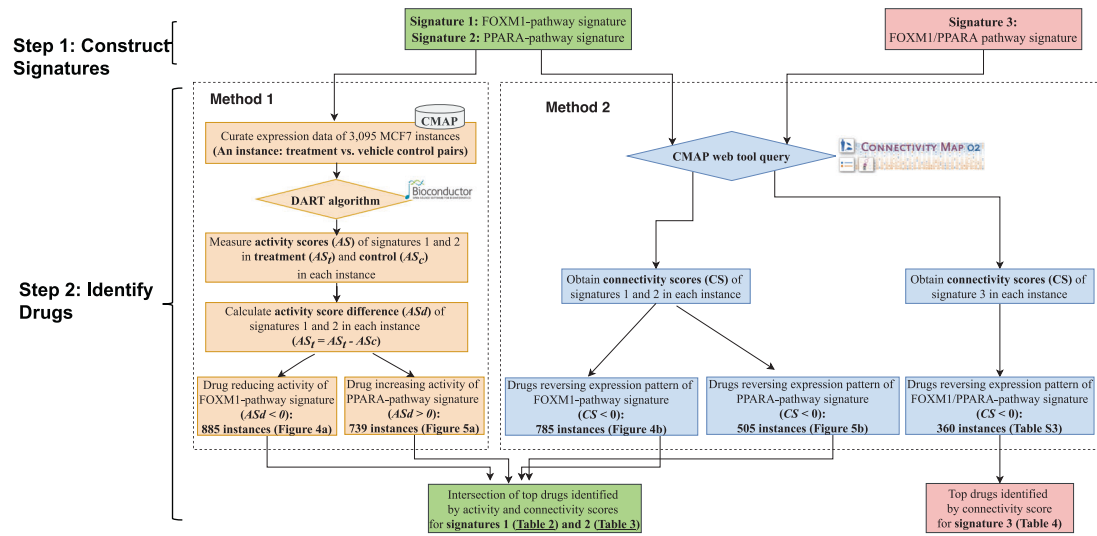 Step 1: Construct
Signatures
Signature 1: FOXM1-pathway signature
Signature 2: PPARA-pathway signature
Signature 3:
FOXM1/PPARA pathway signature
Step 2: Identify
Drugs
Method 1
CMAP
Curate expression data of 3,095 MCF7 instances
(An instance: treatment vs. vehicle control pairs)
DART algorithm
Bioconductor
Measure activity scores (AS) of signatures 1 and 2
in treatment (ASt) and control (ASc)
in each instance
Calculate activity score difference (ASd) of
signatures 1 and 2 in each instance
(ASt = ASt - ASc)
Drug reducing activity of
FOXM1-pathway signature
(ASd < 0):
885 instances (Figure 4a)
Drug increasing activity of
PPARA-pathway signature
(ASd > 0):
739 instances (Figure 5a)
Method 2
CMAP web tool query
CONNECTIVITY MAP 02
Obtain connectivity scores (CS) of
signatures 1 and 2 in each instance
Obtain connectivity scores (CS) of
signature 3 in each instance
Drugs reversing expression pattern of
FOXM1-pathway signature
(CS < 0):
785 instances (Figure 4b)
Drugs reversing expression pattern of
PPARA-pathway signature
(CS < 0):
505 instances (Figure 5b)
Drugs reversing expression pattern of
FOXM1/PPARA-pathway signature
(CS < 0):
360 instances (Table S3)
Intersection of top drugs identified
by activity and connectivity scores
for signatures 1 (Table 2) and 2 (Table 3)
Top drugs identified
by connectivity score
for signature 3 (Table 4)